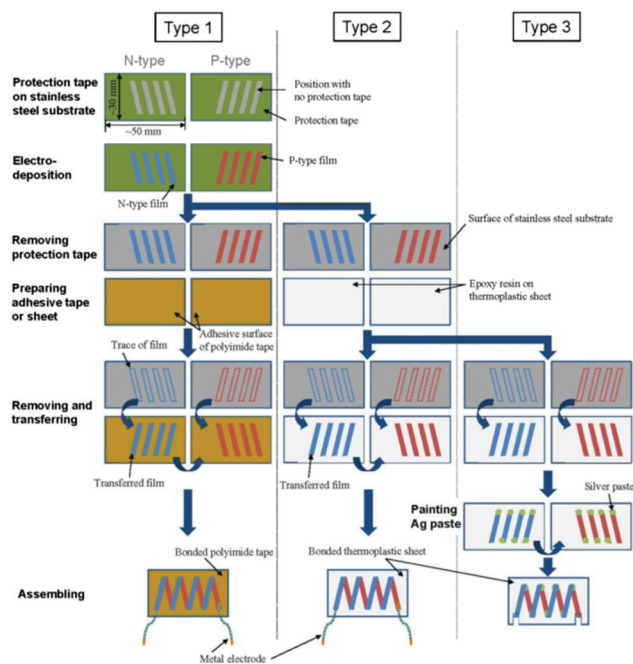 Type 1
Type 2
Type 3
N-type
P-type
Protection tape
on stainless
steel substrate
~30 mm
~50 mm
Position with
no protection tape
Protection tape
Electro-
deposition
P-type film
N-type film
Removing
protection tape
Surface of stainless steel substrate
Preparing
adhesive tape
or sheet
Epoxy resin on
thermoplastic sheet
Adhesive surface
of polyimide tape
Trace of film
Removing and
transferring
Transferred film
Transferred film
Silver paste
Painting
Ag paste
Bonded polyimide tape
Bonded thermoplastic sheet
Assembling
Metal electrode